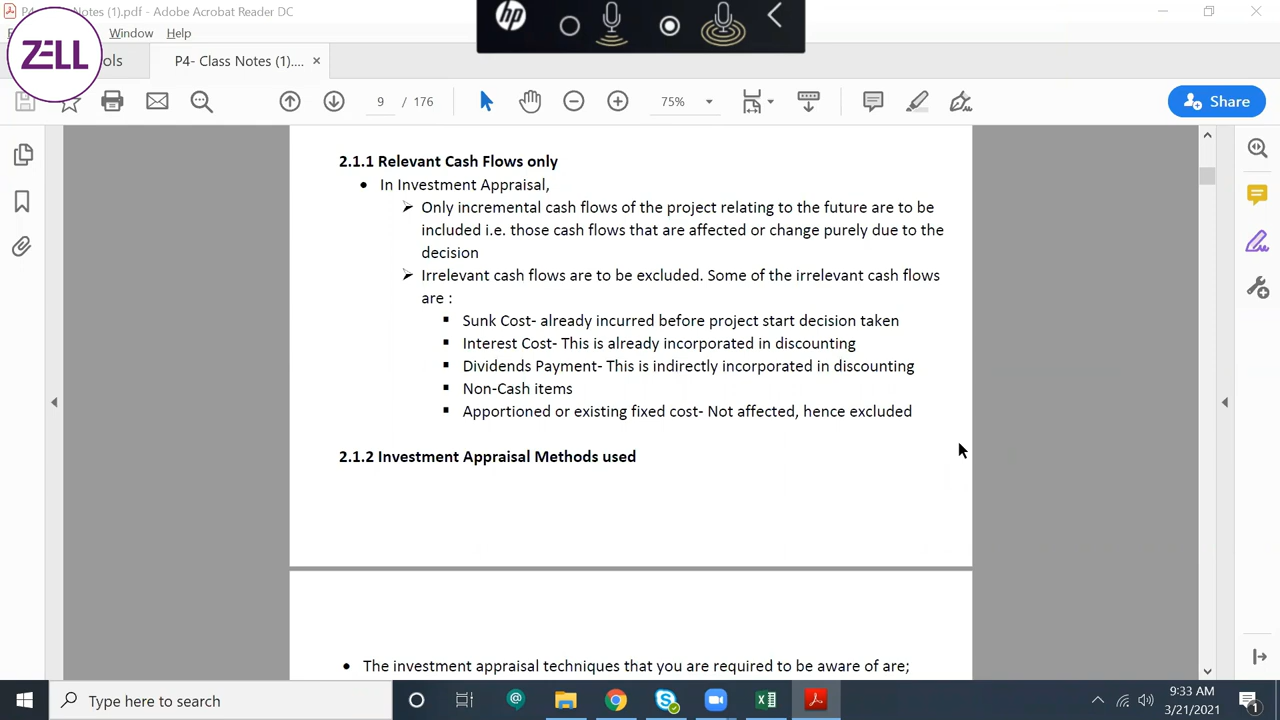 Notes (1).pdf - Adobe Acrobat Reader DC
hp
Window Help
ZELL
ools
P4- Class Notes (1).... ×
9 / 176
75%
Share
2.1.1 Relevant Cash Flows only
• In Investment Appraisal,
➢ Only incremental cash flows of the project relating to the future are to be
included i.e. those cash flows that are affected or change purely due to the
decision
➢ Irrelevant cash flows are to be excluded. Some of the irrelevant cash flows
are :
▪ Sunk Cost- already incurred before project start decision taken
▪ Interest Cost- This is already incorporated in discounting
▪ Dividends Payment- This is indirectly incorporated in discounting
▪ Non-Cash items
▪ Apportioned or existing fixed cost- Not affected, hence excluded
2.1.2 Investment Appraisal Methods used
• The investment appraisal techniques that you are required to be aware of are;
Type here to search
9:33 AM
3/21/2021
1